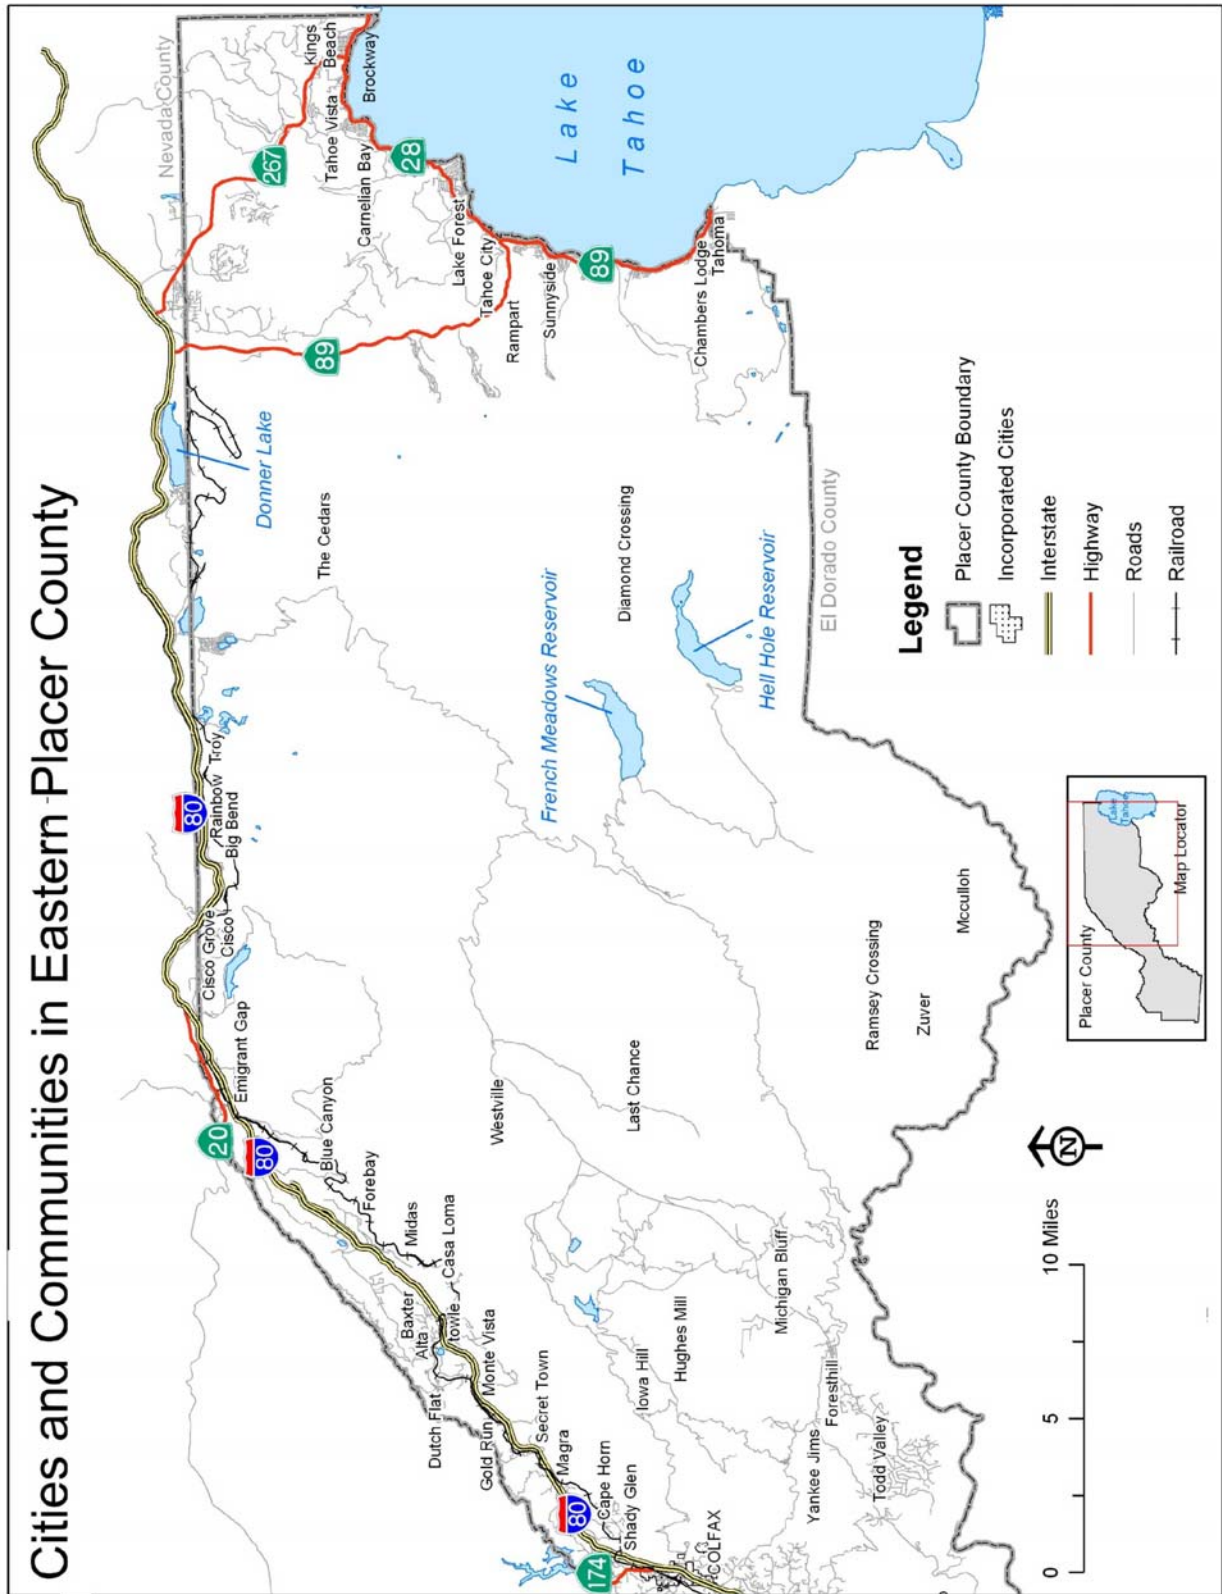 Cities and Communities in Eastern Placer County
Nevada County
80
20
80
80
174
267
28
89
89
Donner Lake
Lake
Tahoe
French Meadows Reservoir
Hell Hole Reservoir
El Dorado County
Kings
Beach
Brockway
Tahoe Vista
Carnelian Bay
Lake Forest
Tahoe City
Rampart
Sunnyside
Chambers Lodge
Tahoma
The Cedars
Diamond Crossing
Troy
Rainbow
Big Bend
Cisco Grove
Cisco
Emigrant Gap
Blue Canyon
Forebay
Midas
Casa Loma
Baxter
Alta
towle
Dutch Flat
Monte Vista
Gold Run
Secret Town
Magra
Cape Horn
Shady Glen
COLFAX
Westville
Last Chance
Iowa Hill
Hughes Mill
Michigan Bluff
Yankee Jims
Foresthill
Todd Valley
Ramsey Crossing
Zuver
Mcculloh
Legend
Placer County Boundary
Incorporated Cities
Interstate
Highway
Roads
Railroad
Placer County
Lake
Tahoe
Map Locator
N
0 5 10 Miles